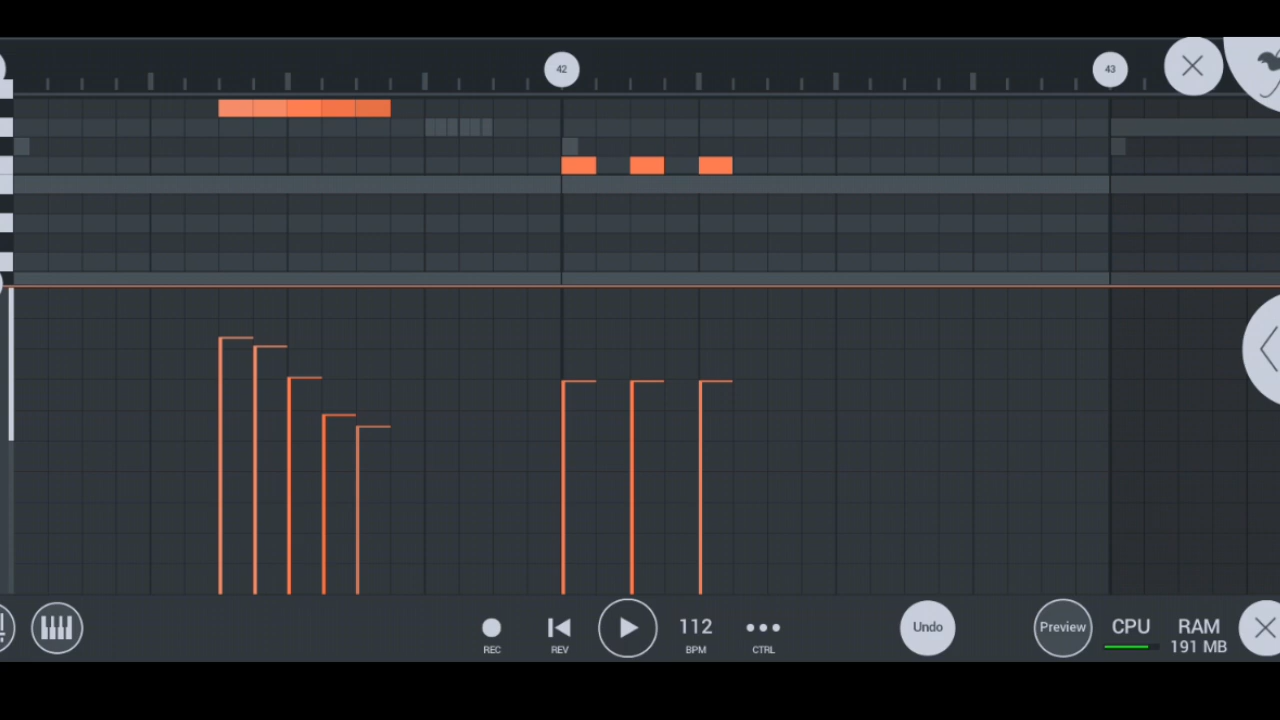 42
43
REC
REV
112
BPM
CTRL
Undo
Preview
CPU
RAM
191 MB